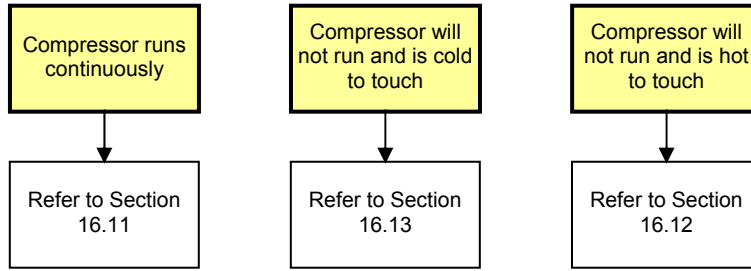 Compressor runs
continuously
Compressor will
not run and is cold
to touch
Compressor will
not run and is hot
to touch
Refer to Section
16.11
Refer to Section
16.13
Refer to Section
16.12